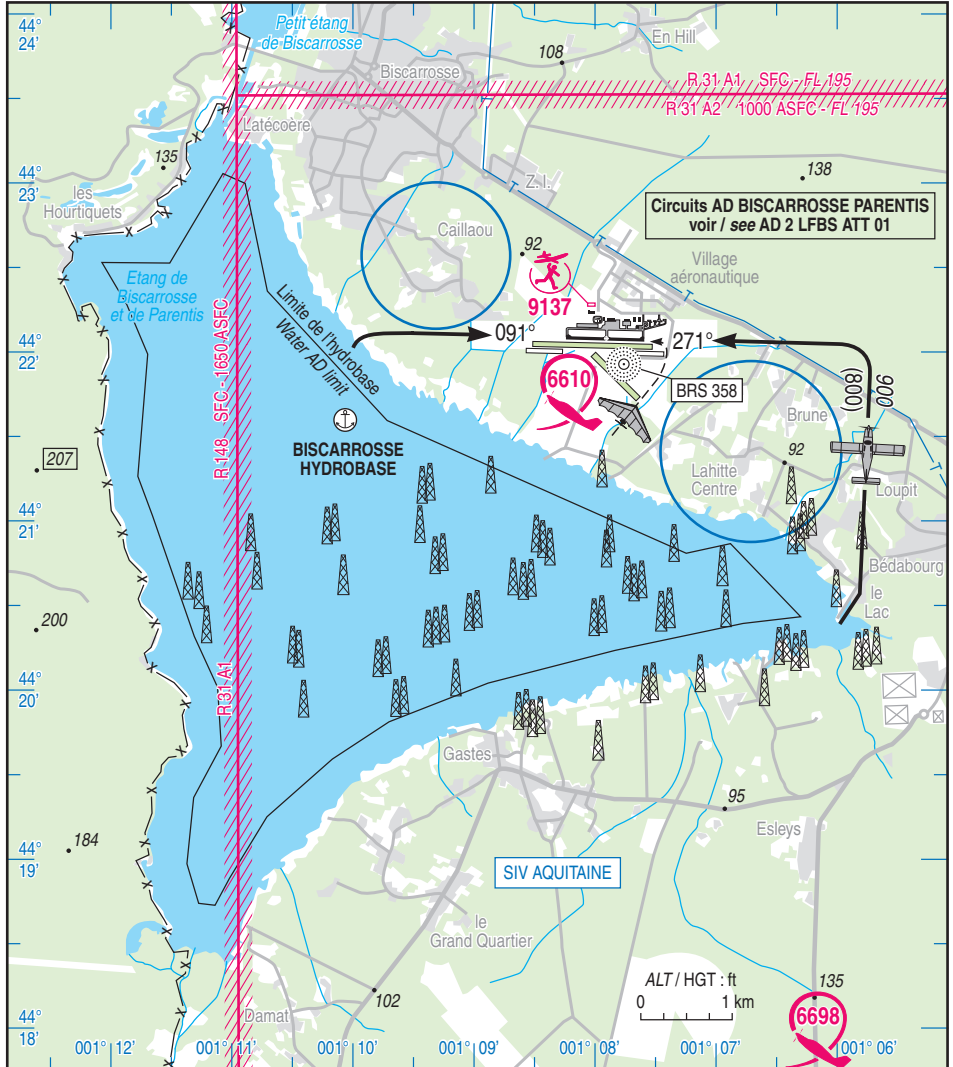 44°
24'
Petit étang
de Biscarrosse
En Hill
108
Biscarrosse
R 31 A1 SFC - FL 195
R 31 A2 1000 ASFC - FL 195
Latécoère
135
138
44°
23'
Z. I.
les
Hourtiquets
Circuits AD BISCARROSSE PARENTIS
voir / see AD 2 LFBS ATT 01
Caillaou
92
Village
aéronautique
Etang de
Biscarrosse
et de Parentis
9137
Limite de l'hydrobase
Water AD limit
R 148 SFC - 1650 ASFC
44°
22'
091°
271°
6610
BRS 358
900
(800)
Brune
BISCARROSSE
HYDROBASE
207
92
Lahitte
Centre
Loupit
44°
21'
Bédabourg
le
Lac
200
R 31 A1
44°
20'
Gastes
95
Esleys
184
44°
19'
SIV AQUITAINE
le
Grand Quartier
ALT / HGT : ft
0 1 km
135
102
6698
Damat
44°
18'
001° 12' 001° 11' 001° 10' 001° 09' 001° 08' 001° 07' 001° 06'